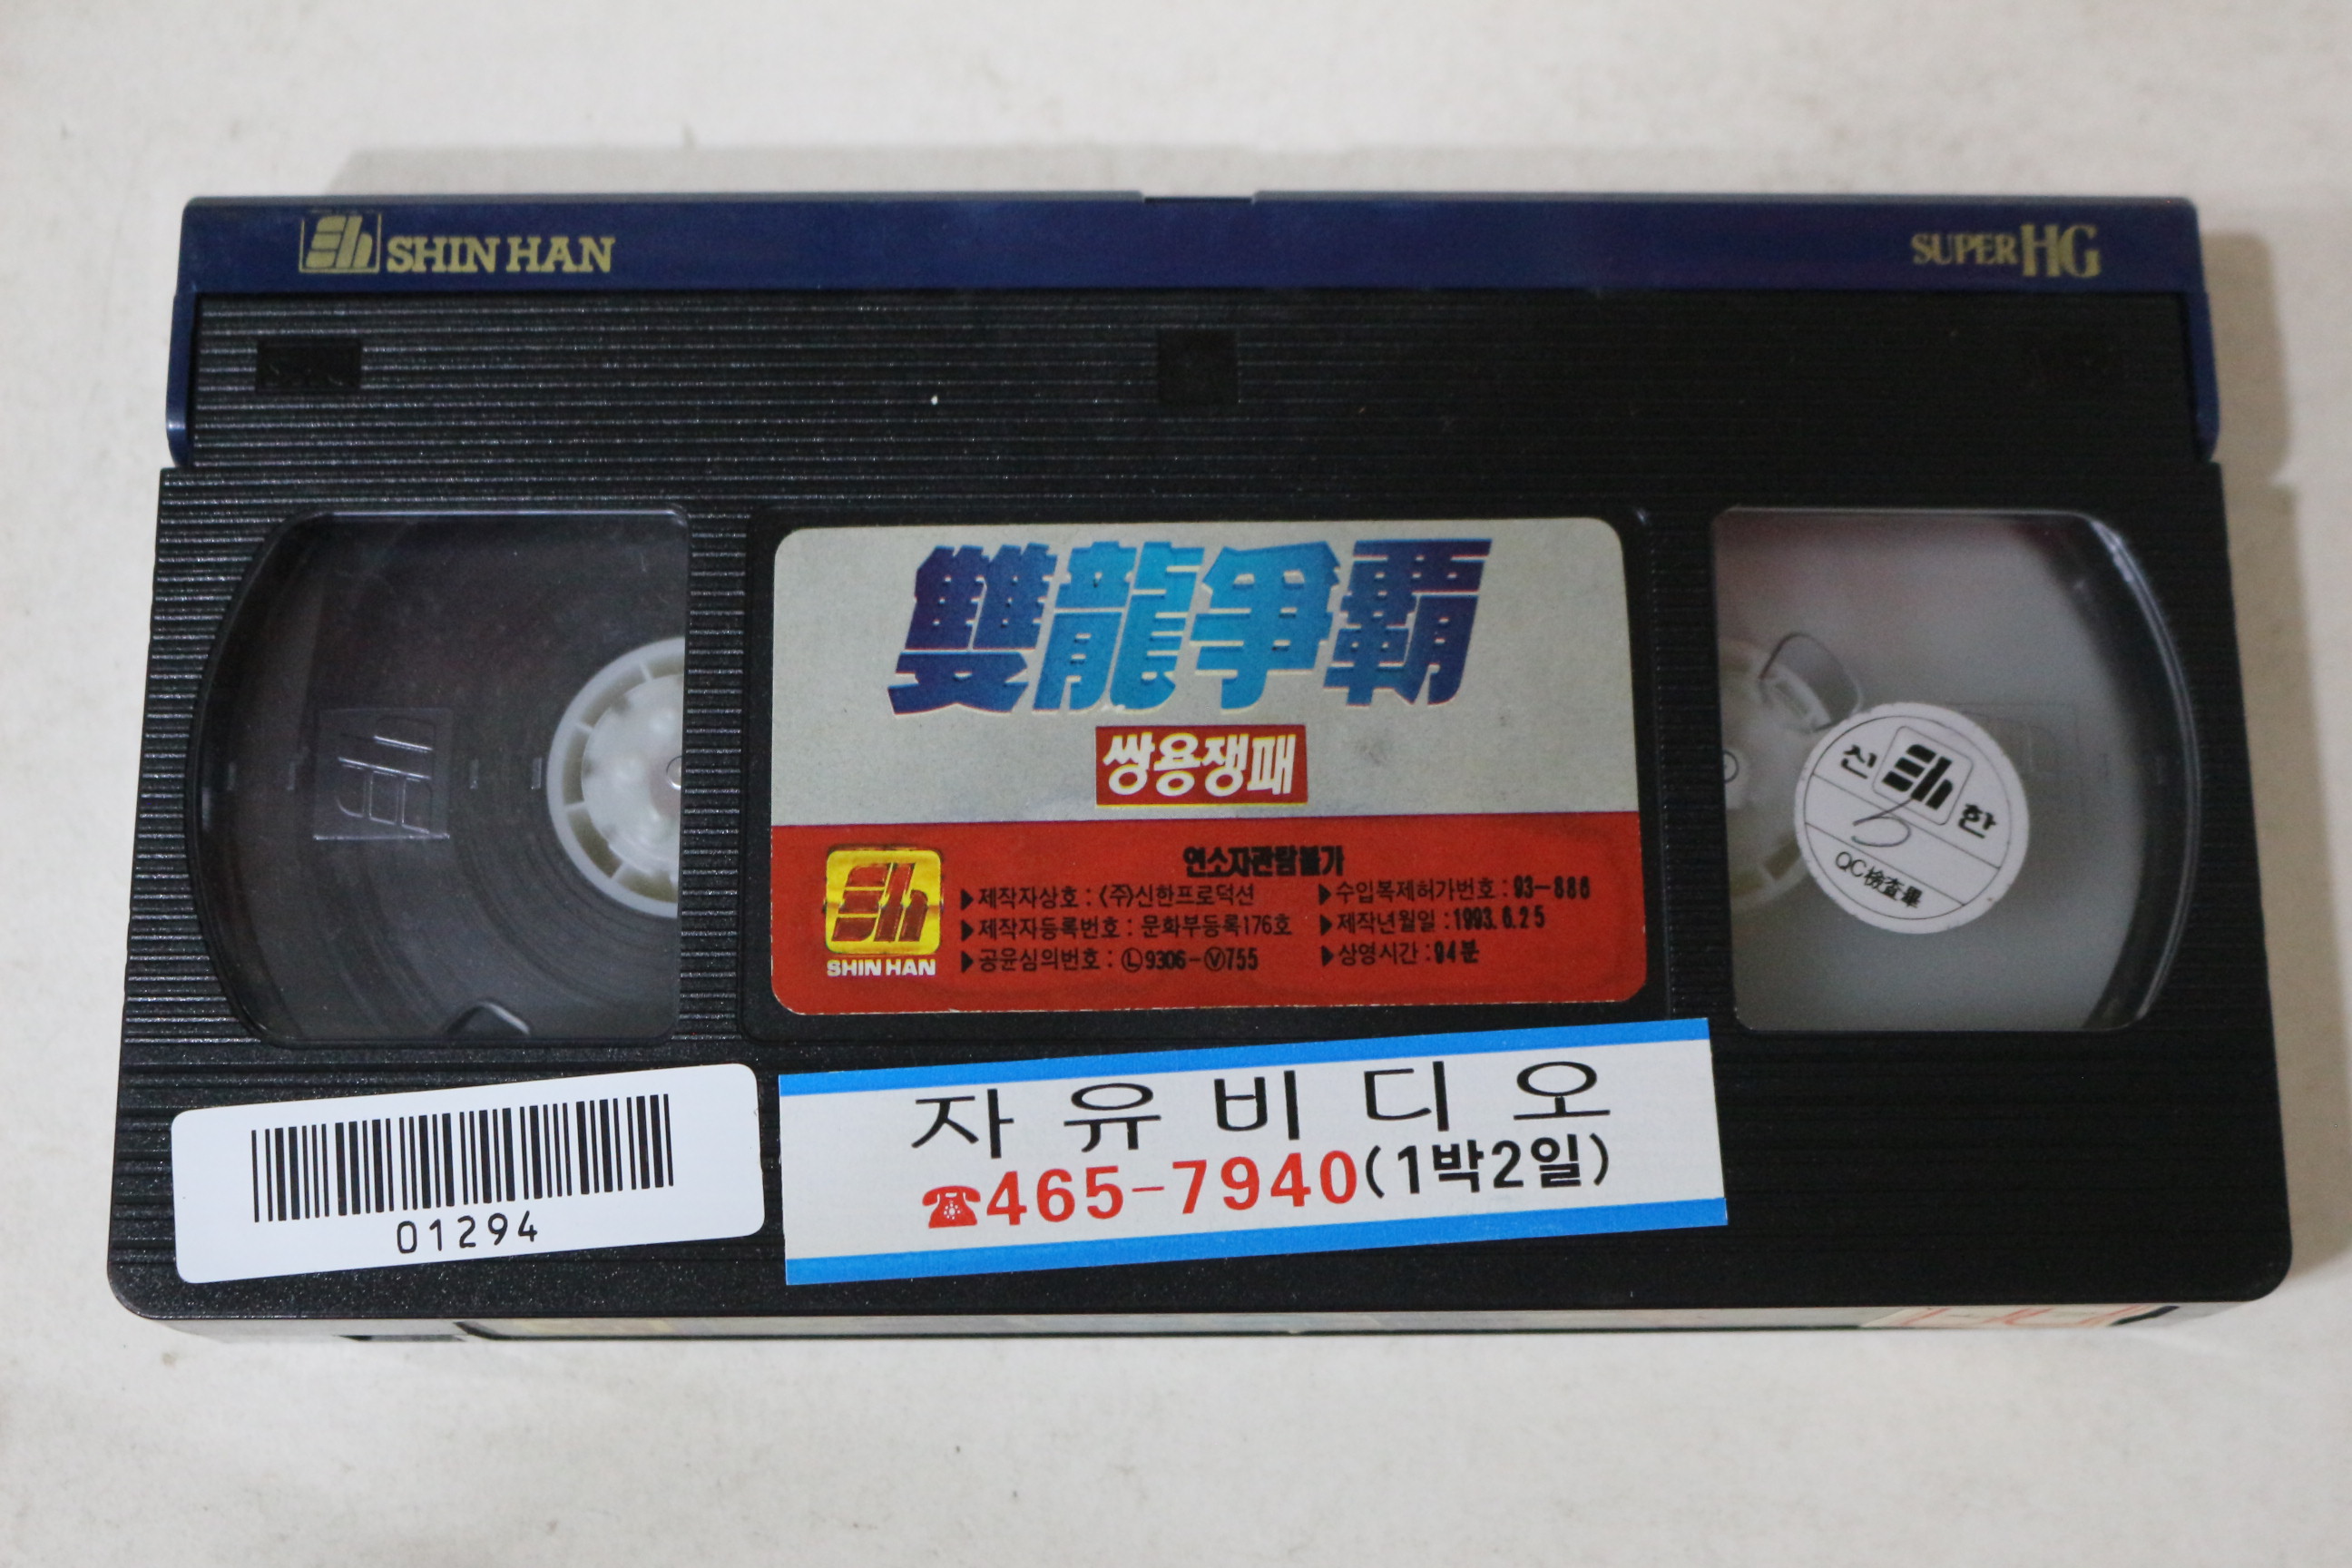 SHIN HAN
SUPER HG
雙龍爭覇
쌍용쟁패
연소자관람불가
▶제작자상호 : (주)신한프로덕션
▶제작자등록번호 : 문화부등록176호
▶공윤심의번호 : Ⓛ9306-Ⓥ755
▶수입복제허가번호 : 93-886
▶제작년월일 : 1993.6.25
▶상영시간 : 94분
SHIN HAN
신 한
QC檢査畢
01294
자유비디오
☎465-7940(1박2일)